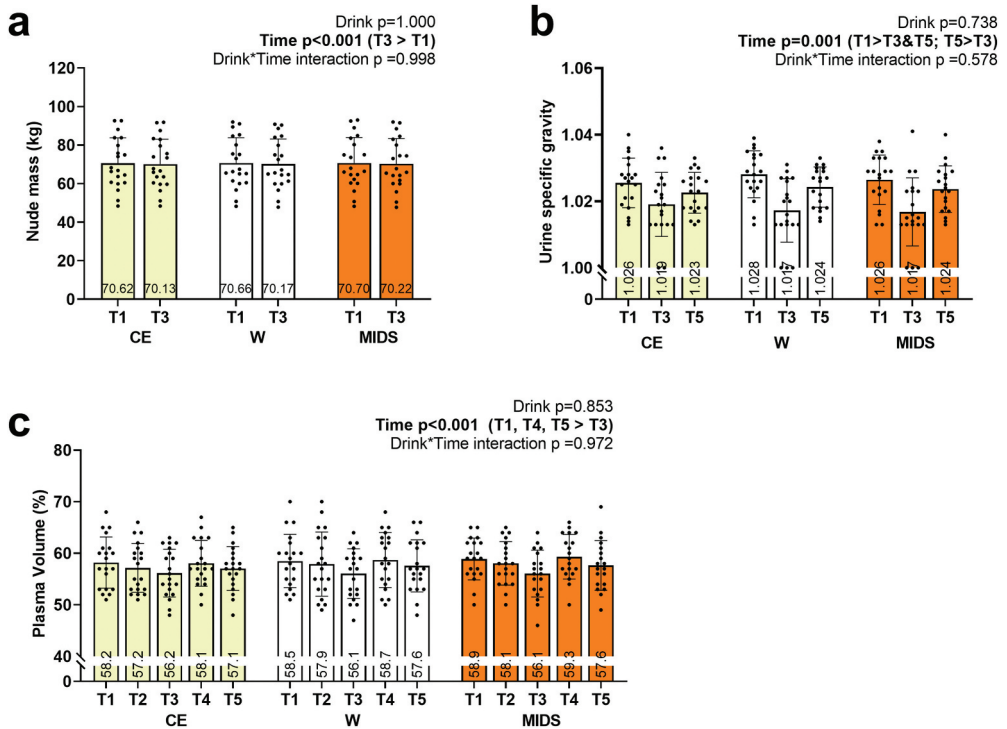 a
Drink p=1.000
Time p<0.001 (T3 > T1)
Drink*Time interaction p =0.998
Nude mass (kg)
120
100
80
60
40
20
0
70.62 70.13 70.66 70.17 70.70 70.22
T1 T3 T1 T3 T1 T3
CE W MIDS
b
Drink p=0.738
Time p=0.001 (T1>T3&T5; T5>T3)
Drink*Time interaction p =0.578
Urine specific gravity
1.06
1.04
1.02
1.00
0
1.026 1.019 1.023 1.028 1.017 1.024 1.026 1.017 1.024
T1 T3 T5 T1 T3 T5 T1 T3 T5
CE W MIDS
c
Drink p=0.853
Time p<0.001 (T1, T4, T5 > T3)
Drink*Time interaction p =0.972
Plasma Volume (%)
80
70
60
50
40
0
58.2 57.2 56.2 58.1 57.1 58.5 57.9 56.1 58.7 57.6 58.9 58.1 56.1 59.3 57.6
T1 T2 T3 T4 T5 T1 T2 T3 T4 T5 T1 T2 T3 T4 T5
CE W MIDS